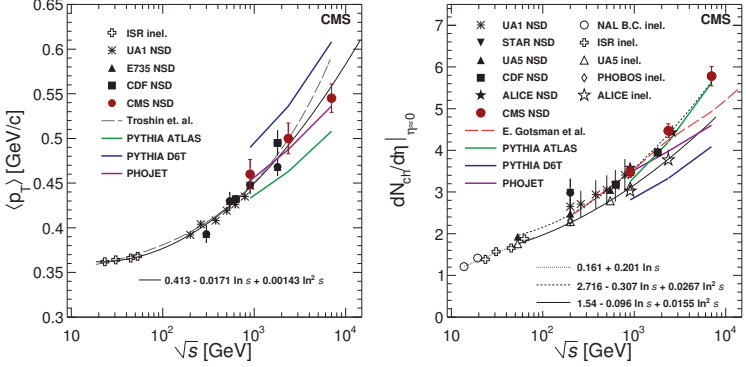 CMS
ISR inel.
UA1 NSD
E735 NSD
CDF NSD
CMS NSD
Troshin et. al.
PYTHIA ATLAS
PYTHIA D6T
PHOJET
0.65
0.6
0.55
0.5
0.45
0.4
0.35
0.3
⟨p_T⟩ [GeV/c]
0.413 - 0.0171 ln s + 0.00143 ln² s
10
10²
10³
10⁴
√s [GeV]
CMS
UA1 NSD
STAR NSD
UA5 NSD
CDF NSD
ALICE NSD
CMS NSD
E. Gotsman et al.
PYTHIA ATLAS
PYTHIA D6T
PHOJET
NAL B.C. inel.
ISR inel.
UA5 inel.
PHOBOS inel.
ALICE inel.
7
6
5
4
3
2
1
0
dN_ch/dη|_η≈0
0.161 + 0.201 ln s
2.716 - 0.307 ln s + 0.0267 ln² s
1.54 - 0.096 ln s + 0.0155 ln² s
10
10²
10³
10⁴
√s [GeV]